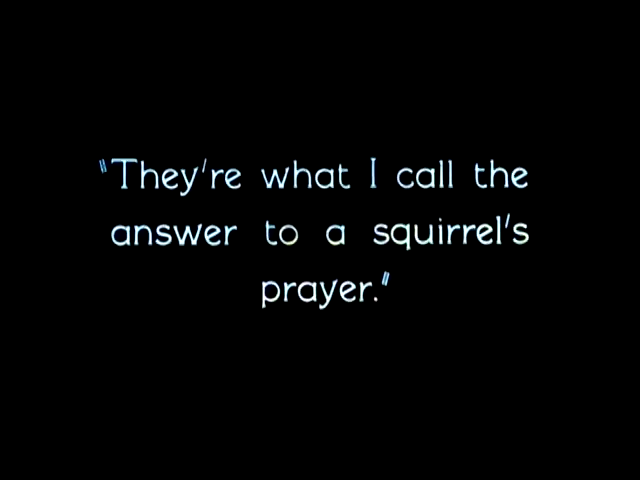 "They're what I call the
answer to a squirrel's
prayer."